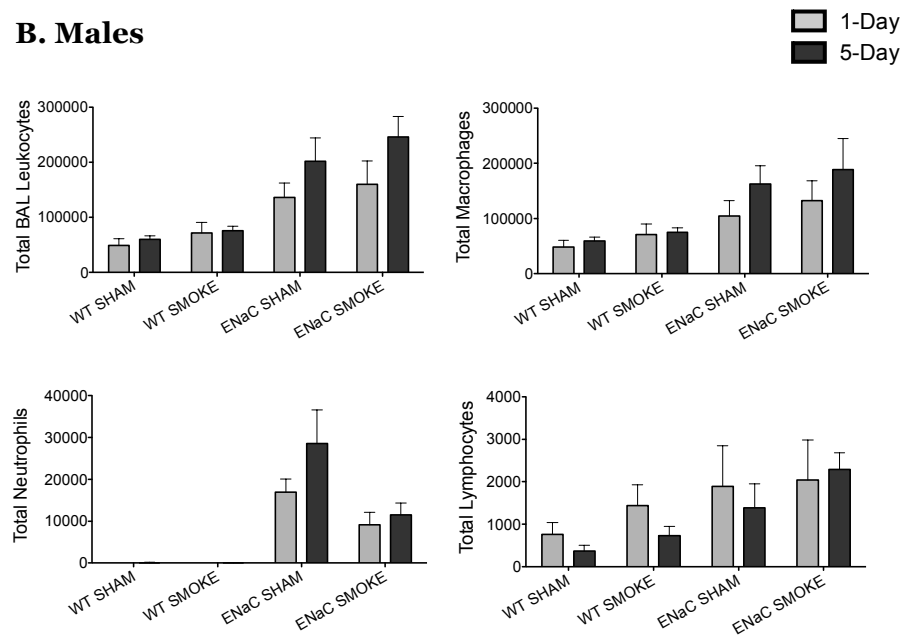 B. Males
1-Day
5-Day
Total BAL Leukocytes
300000
200000
100000
0
WT SHAM
WT SMOKE
ENaC SHAM
ENaC SMOKE
Total Macrophages
300000
200000
100000
0
WT SHAM
WT SMOKE
ENaC SHAM
ENaC SMOKE
Total Neutrophils
40000
30000
20000
10000
0
WT SHAM
WT SMOKE
ENaC SHAM
ENaC SMOKE
Total Lymphocytes
4000
3000
2000
1000
0
WT SHAM
WT SMOKE
ENaC SHAM
ENaC SMOKE